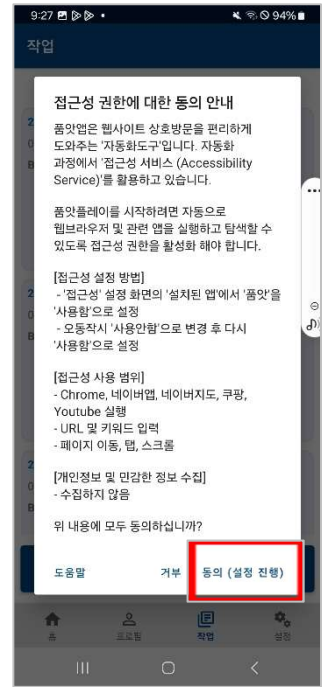 9:27
94%
작업
접근성 권한에 대한 동의 안내
품앗앱은 웹사이트 상호방문을 편리하게
도와주는 '자동화도구'입니다. 자동화
과정에서 '접근성 서비스 (Accessibility
Service)'를 활용하고 있습니다.
품앗플레이를 시작하려면 자동으로
웹브라우저 및 관련 앱을 실행하고 탐색할 수
있도록 접근성 권한을 활성화 해야 합니다.
[접근성 설정 방법]
- '접근성' 설정 화면의 '설치된 앱'에서 '품앗'을
'사용함'으로 설정
- 오동작시 '사용안함'으로 변경 후 다시
'사용함'으로 설정
[접근성 사용 범위]
- Chrome, 네이버앱, 네이버지도, 쿠팡,
Youtube 실행
- URL 및 키워드 입력
- 페이지 이동, 탭, 스크롤
[개인정보 및 민감한 정보 수집]
- 수집하지 않음
위 내용에 모두 동의하십니까?
도움말 거부 동의 (설정 진행)
홈 프로필 작업 설정